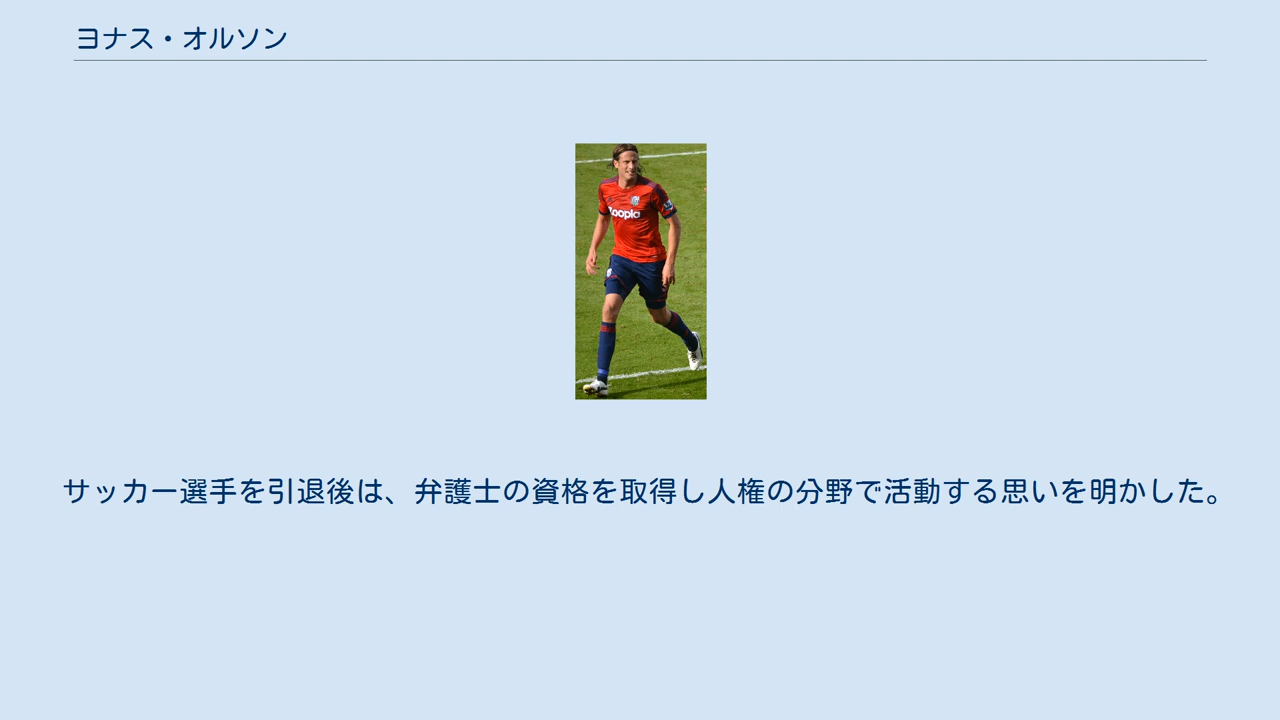 ヨナス・オルソン
Zoopla
サッカー選手を引退後は、弁護士の資格を取得し人権の分野で活動する思いを明かした。